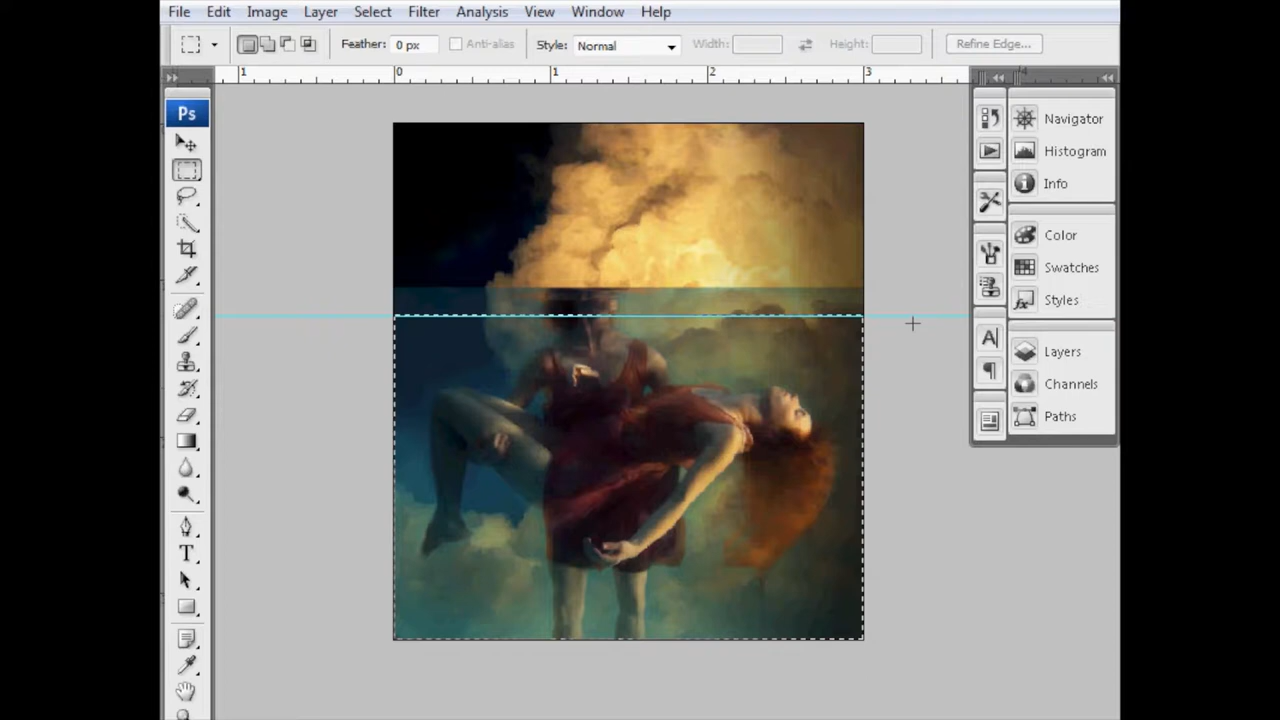 File Edit Image Layer Select Filter Analysis View Window Help
Feather: 0 px Anti-alias Style: Normal Width: Height: Refine Edge...
1 0 1 2 3 4
Ps
Navigator
Histogram
Info
Color
Swatches
Styles
Layers
Channels
Paths
A
T